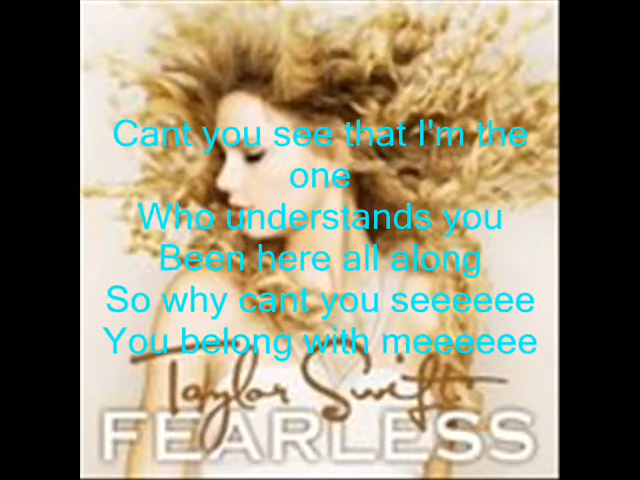 Cant you see that I'm the
one
Who understands you
Been here all along
So why cant you seeeeee
You belong with meeeeee
Taylor Swift
FEARLESS